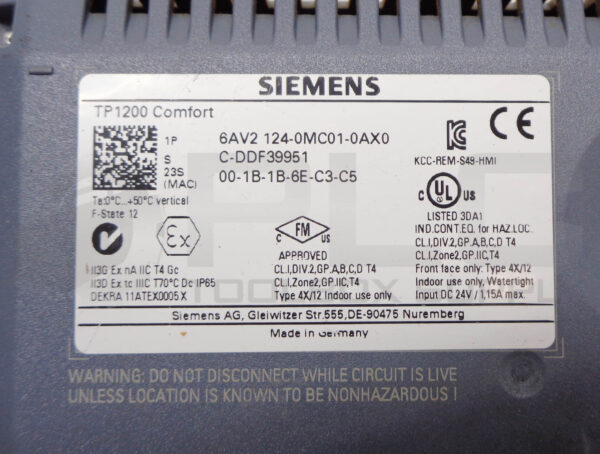 SIEMENS
TP1200 Comfort
1P 6AV2 124-0MC01-0AX0
S C-DDF39951
23S (MAC) 00-1B-1B-6E-C3-C5
KCC-REM-S49-HMI
Ta:0°C...+50°C vertical
F-State 12
Ex
C FM US
APPROVED
CL.I,DIV.2,GP.A,B,C,D T4
CL.I,Zone2,GP.IIC,T4
Type 4X/12 Indoor use only
C UL US
LISTED 3DA1
IND.CONT.EQ. for HAZ.LOC.
CL.I,DIV.2,GP.A,B,C,D T4
CL.I,Zone2,GP.IIC,T4
Front face only: Type 4X/12
Indoor use only, Watertight
Input DC 24V / 1,15A max.
II3G Ex nA IIC T4 Gc
II3D Ex tc IIIC T70°C Dc IP65
DEKRA 11ATEX0005 X
Siemens AG, Gleiwitzer Str.555,DE-90475 Nuremberg
Made in Germany
WARNING: DO NOT DISCONNECT WHILE CIRCUIT IS LIVE
UNLESS LOCATION IS KNOWN TO BE NONHAZARDOUS !